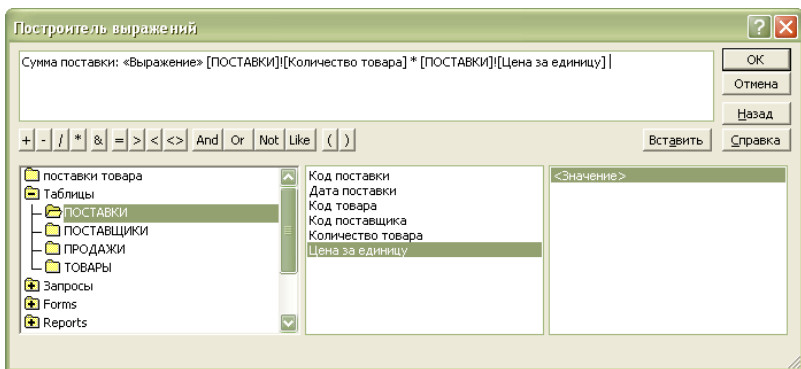 Построитель выражений
Сумма поставки: «Выражение» [ПОСТАВКИ]![Количество товара] * [ПОСТАВКИ]![Цена за единицу]
ОК
Отмена
Назад
+ - / * & = > < <> And Or Not Like ( ) Вставить Справка
поставки товара
Таблицы
ПОСТАВКИ
ПОСТАВЩИКИ
ПРОДАЖИ
ТОВАРЫ
Запросы
Forms
Reports
Код поставки
Дата поставки
Код товара
Код поставщика
Количество товара
Цена за единицу
<Значение>